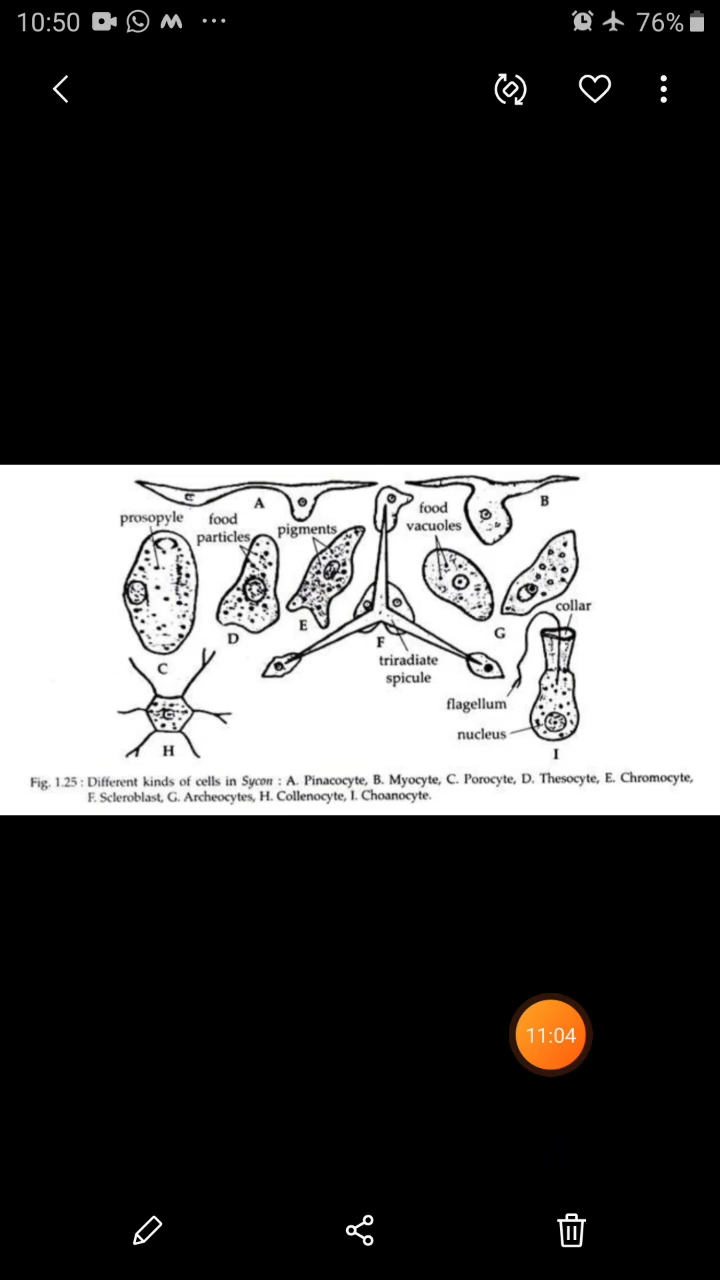 10:50
76%
A
B
prosopyle
food
particles
pigments
food
vacuoles
collar
C
D
E
F
G
triradiate
spicule
flagellum
nucleus
H
I
Fig. 1.25 : Different kinds of cells in Sycon : A. Pinacocyte, B. Myocyte, C. Porocyte, D. Thesocyte, E. Chromocyte,
F. Scleroblast, G. Archeocytes, H. Collenocyte, I. Choanocyte.
11:04